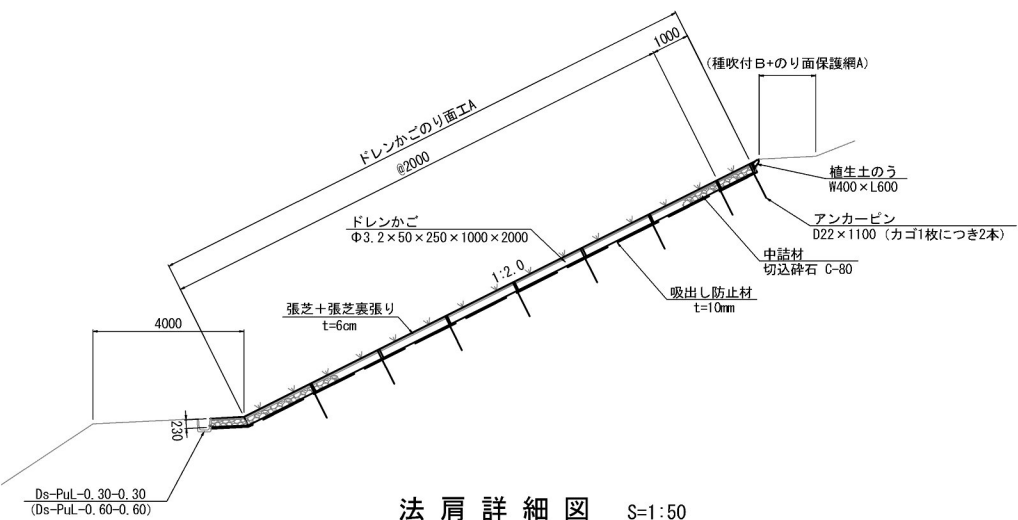 1000
(種吹付B+のり面保護網A)
ドレンかごのり面工A
@2000
植生土のう
W400×L600
ドレンかご
Φ3.2×50×250×1000×2000
アンカーピン
D22×1100 (カゴ1枚につき2本)
中詰材
切込砕石 C-80
1:2.0
吸出し防止材
t=10mm
張芝+張芝裏張り
t=6cm
4000
230
Ds-PuL-0.30-0.30
(Ds-PuL-0.60-0.60)
法肩詳細図 S=1:50